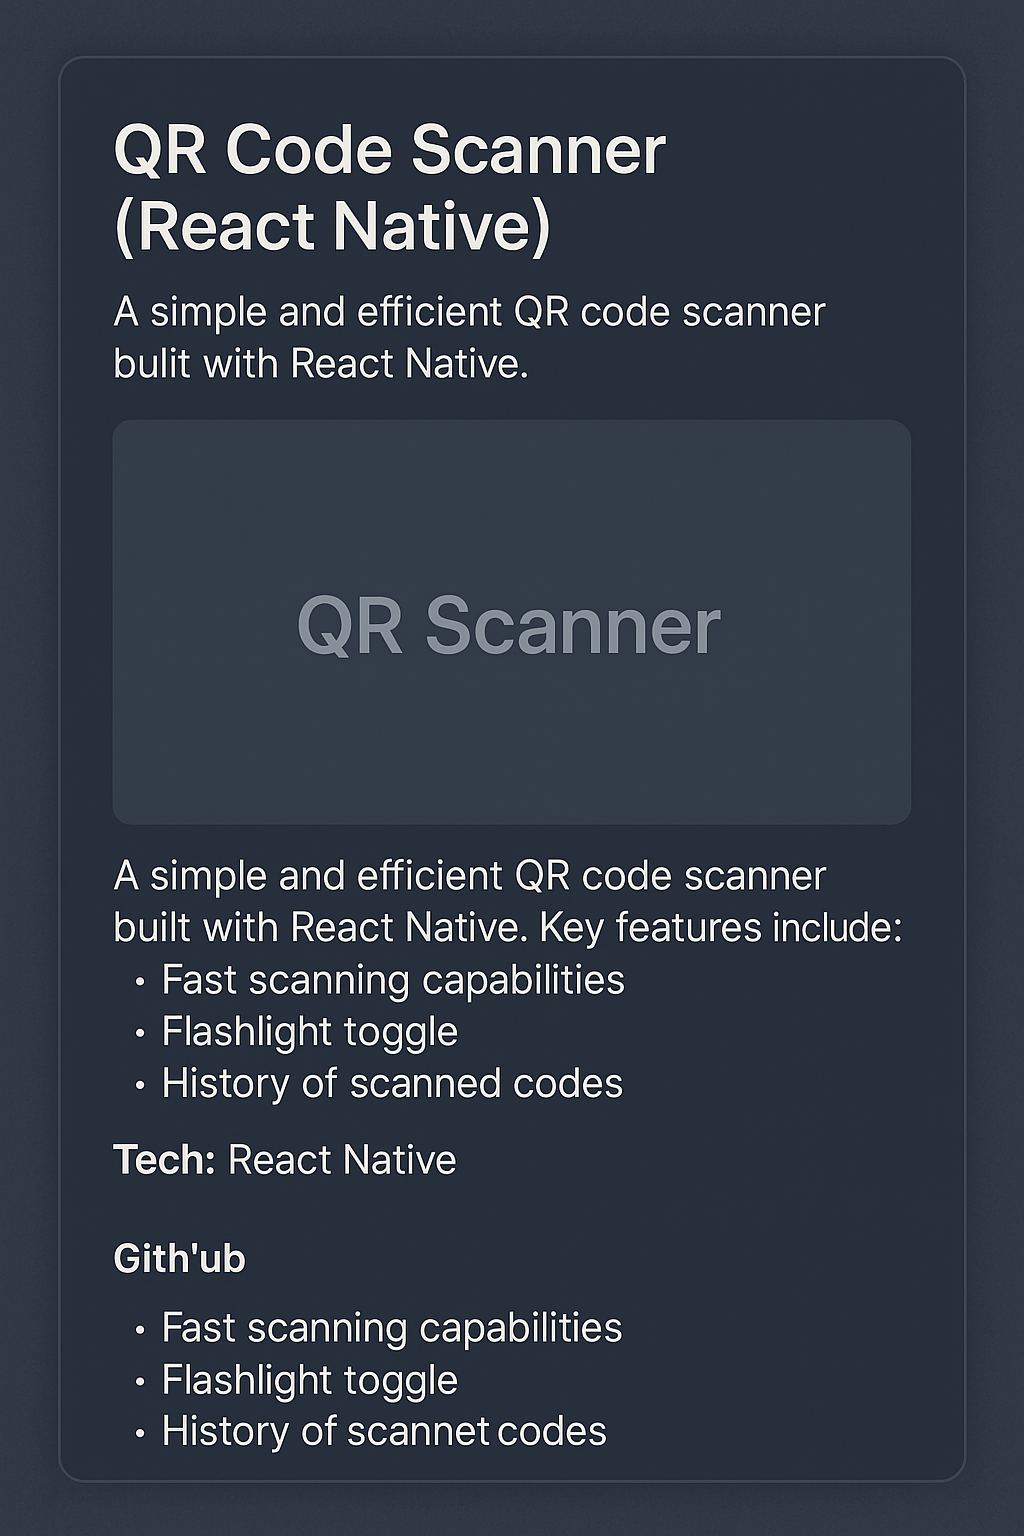 QR Code Scanner
(React Native)
A simple and efficient QR code scanner
bulit with React Native.
QR Scanner
A simple and efficient QR code scanner
built with React Native. Key features include:
• Fast scanning capabilities
• Flashlight toggle
• History of scanned codes
Tech: React Native
Gith'ub
• Fast scanning capabilities
• Flashlight toggle
• History of scannet codes